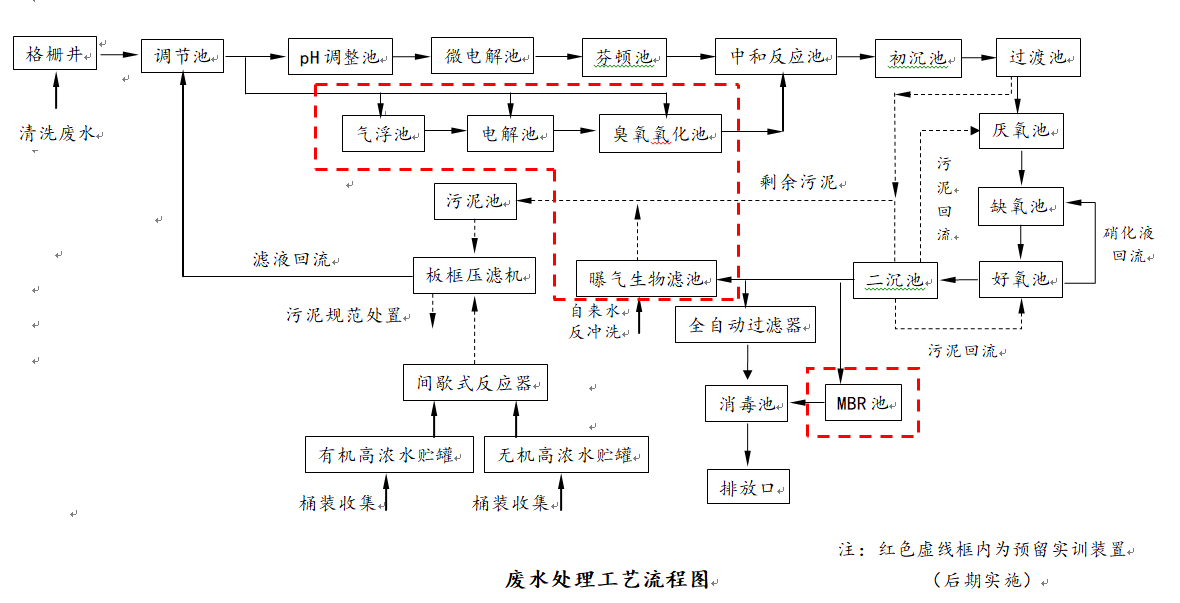 格栅井
调节池
pH调整池
微电解池
芬顿池
中和反应池
初沉池
过渡池
清洗废水
气浮池
电解池
臭氧氧化池
厌氧池
污泥回流
剩余污泥
污泥池
缺氧池
硝化液
回流
滤液回流
板框压滤机
曝气生物滤池
二沉池
好氧池
污泥规范处置
自来水
反冲洗
全自动过滤器
污泥回流
间歇式反应器
消毒池
MBR池
有机高浓水贮罐
无机高浓水贮罐
桶装收集
桶装收集
排放口
注：红色虚线框内为预留实训装置
（后期实施）
废水处理工艺流程图